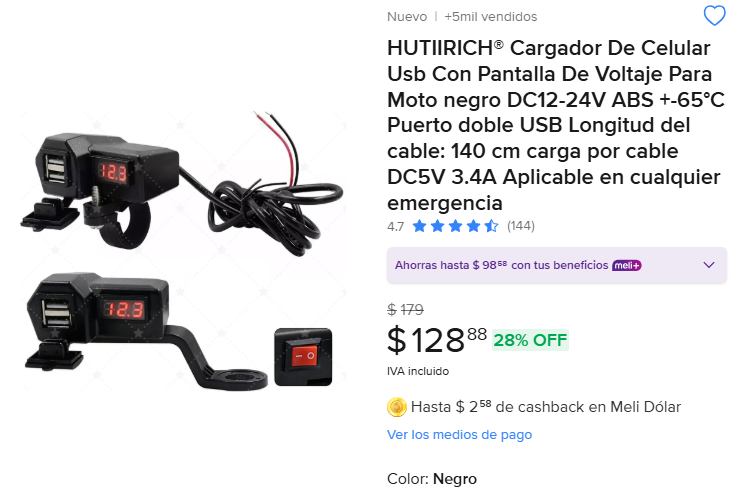 Nuevo | +5mil vendidos
HUTIIRICH® Cargador De Celular
Usb Con Pantalla De Voltaje Para
Moto negro DC12-24V ABS +-65°C
Puerto doble USB Longitud del
cable: 140 cm carga por cable
DC5V 3.4A Aplicable en cualquier
emergencia
4.7 (144)
Ahorras hasta $ 98⁵⁸ con tus beneficios meli+
$ 179
$ 128⁸⁸ 28% OFF
IVA incluido
Hasta $ 2⁵⁸ de cashback en Meli Dólar
Ver los medios de pago
Color: Negro
12.3
12.3